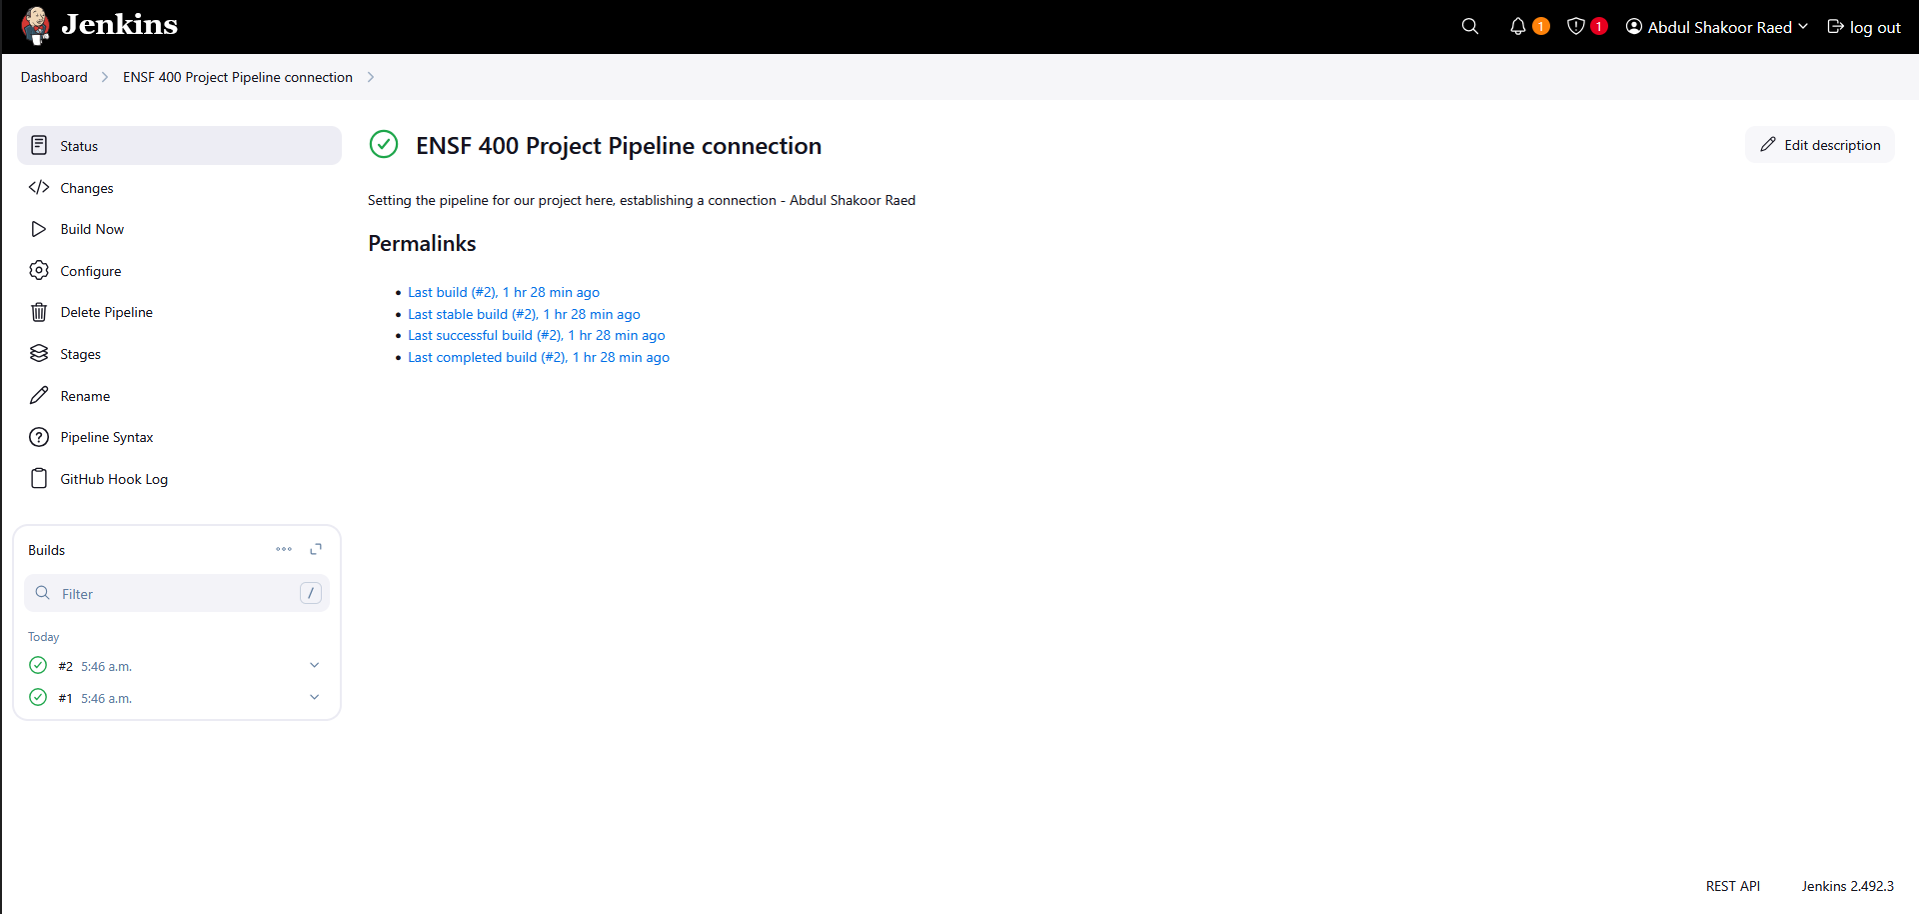 Jenkins
1
1
Abdul Shakoor Raed
log out
Dashboard
ENSF 400 Project Pipeline connection
Status
Changes
Build Now
Configure
Delete Pipeline
Stages
Rename
Pipeline Syntax
GitHub Hook Log
Builds
Filter
/
Today
#2 5:46 a.m.
#1 5:46 a.m.
ENSF 400 Project Pipeline connection
Edit description
Setting the pipeline for our project here, establishing a connection - Abdul Shakoor Raed
Permalinks
Last build (#2), 1 hr 28 min ago
Last stable build (#2), 1 hr 28 min ago
Last successful build (#2), 1 hr 28 min ago
Last completed build (#2), 1 hr 28 min ago
REST API
Jenkins 2.492.3